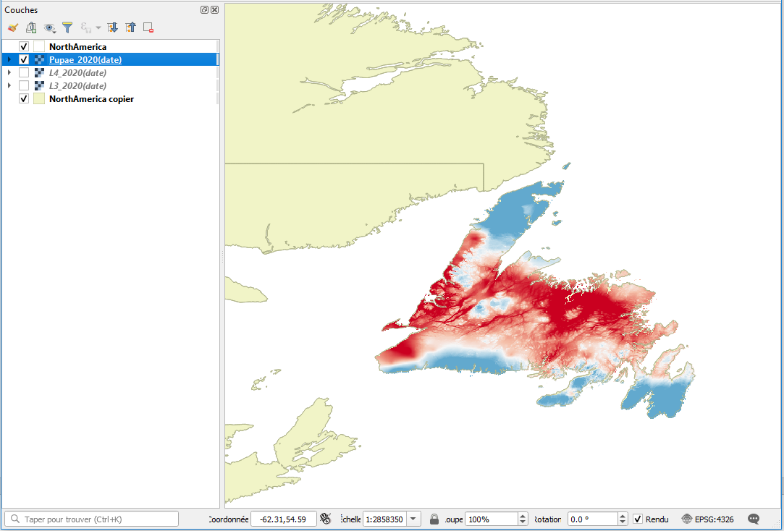 Couches
NorthAmerica
Pupae_2020(date)
L4_2020(date)
L3_2020(date)
NorthAmerica copier
Taper pour trouver (Ctrl+K)
Coordonnée -62.31,54.59 Échelle 1:2858350 Loupe 100% Rotation 0.0 ° Rendu EPSG:4326